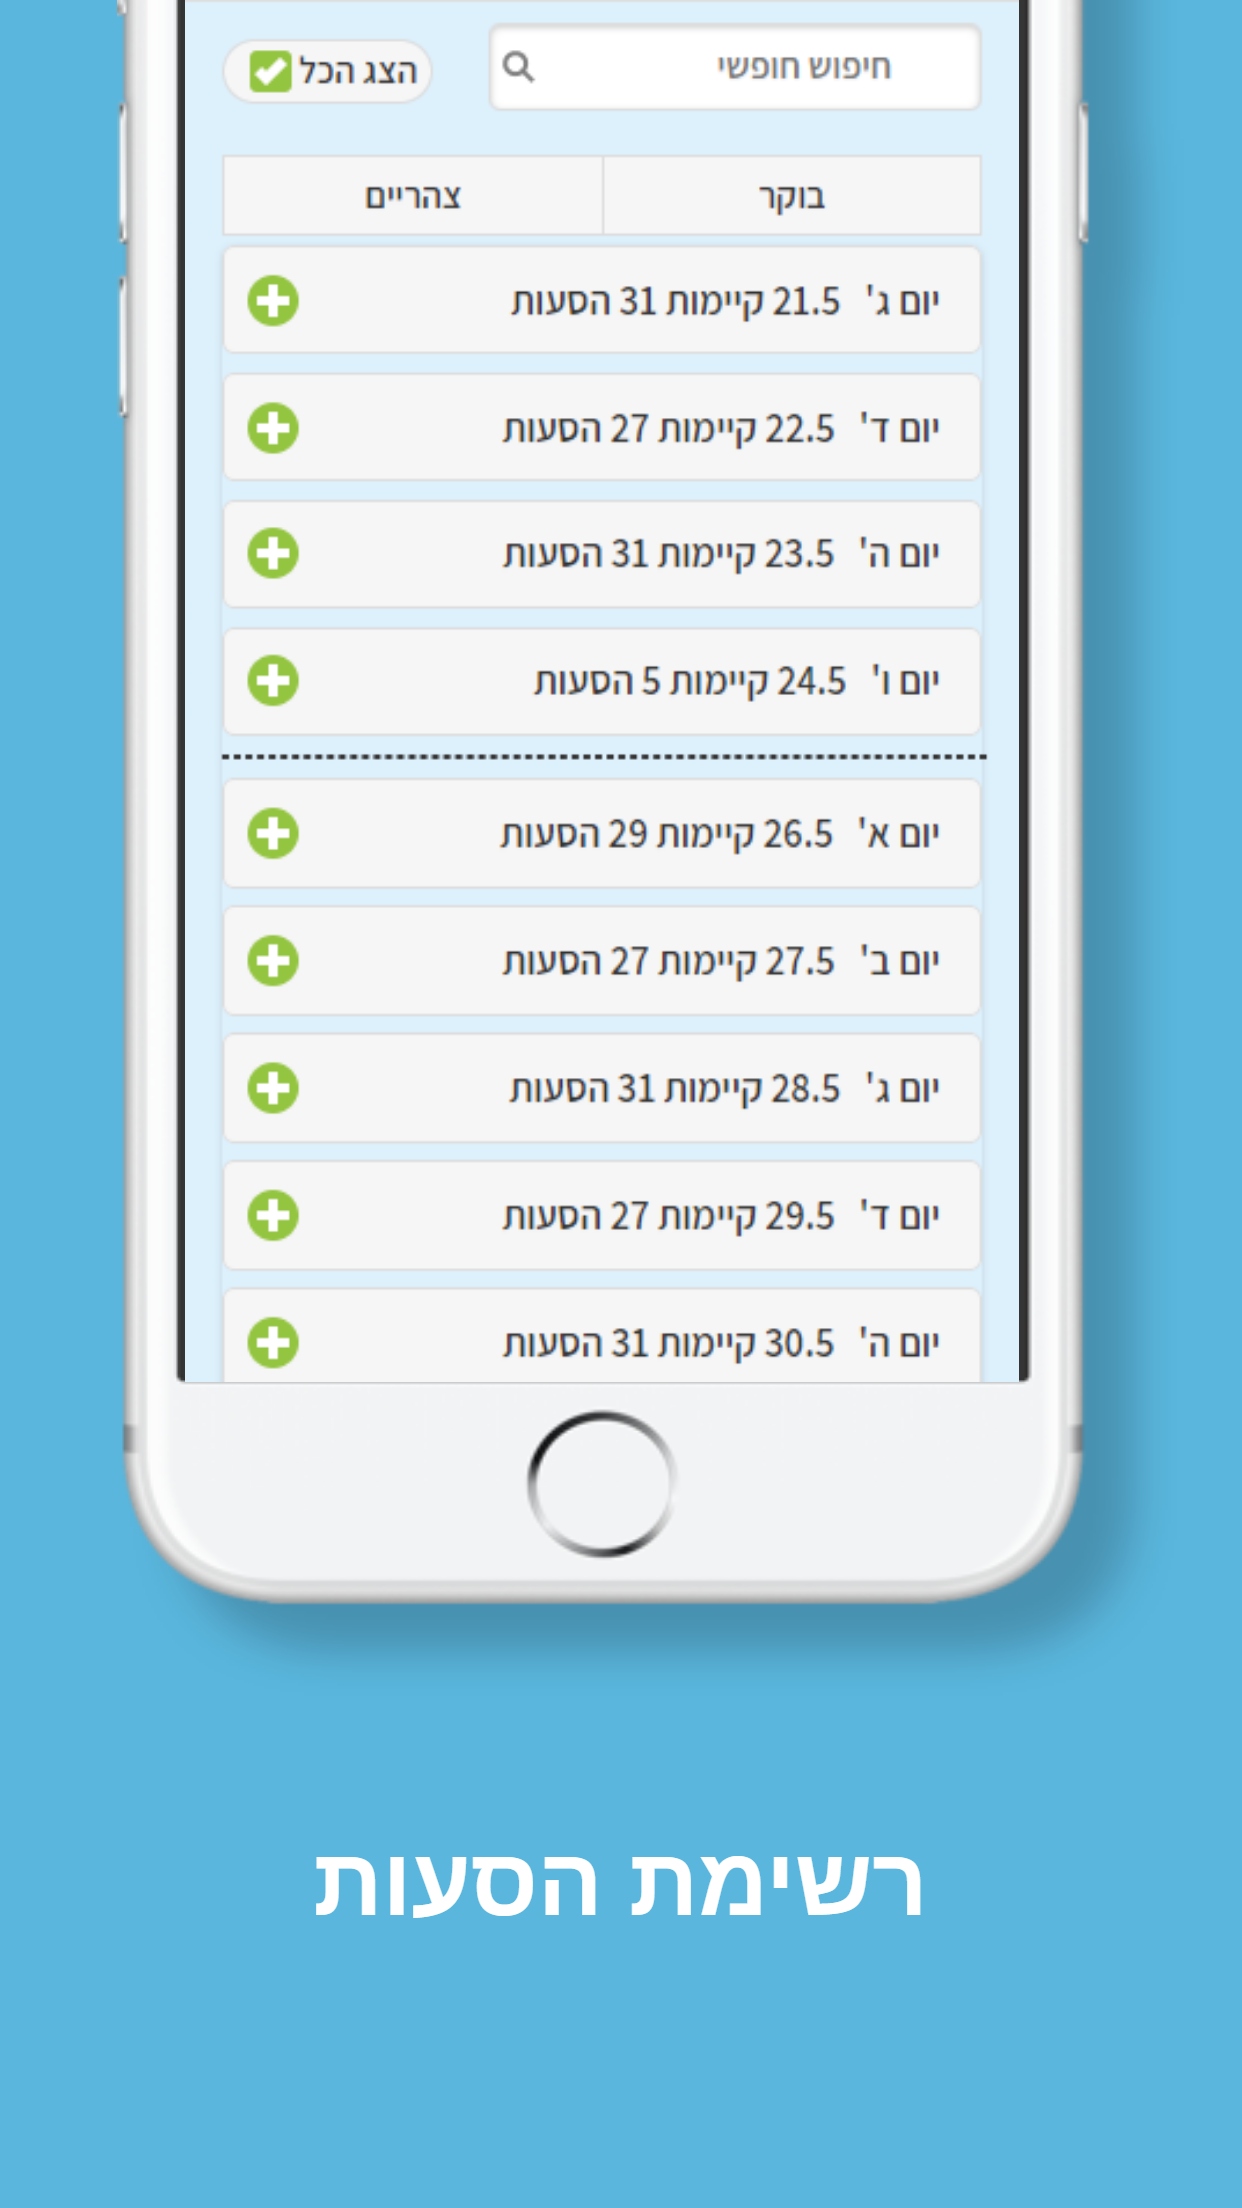 חיפוש חופשי
הצג הכל
בוקר
צהריים
יום ג' 21.5 קיימות 31 הסעות
יום ד' 22.5 קיימות 27 הסעות
יום ה' 23.5 קיימות 31 הסעות
יום ו' 24.5 קיימות 5 הסעות
יום א' 26.5 קיימות 29 הסעות
יום ב' 27.5 קיימות 27 הסעות
יום ג' 28.5 קיימות 31 הסעות
יום ד' 29.5 קיימות 27 הסעות
יום ה' 30.5 קיימות 31 הסעות
רשימת הסעות